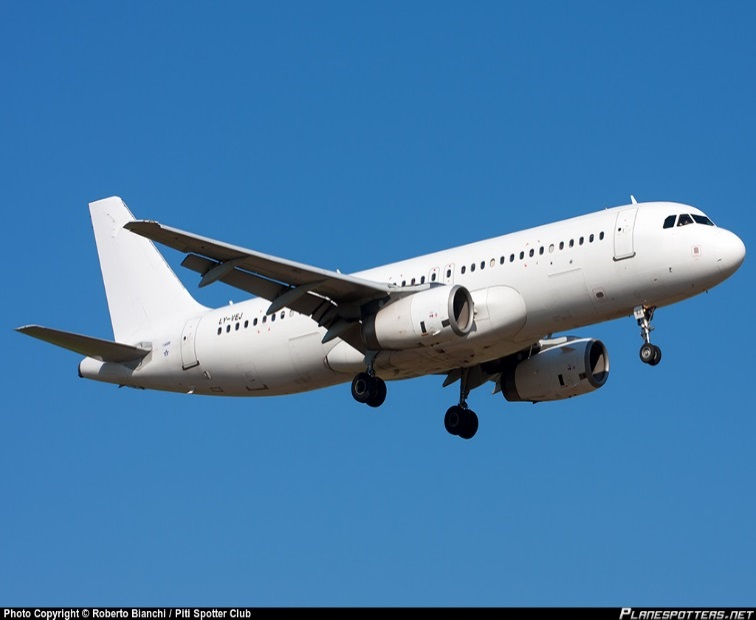 LY-VEJ
Photo Copyright © Roberto Bianchi / Piti Spotter Club
PLANESPOTTERS.NET